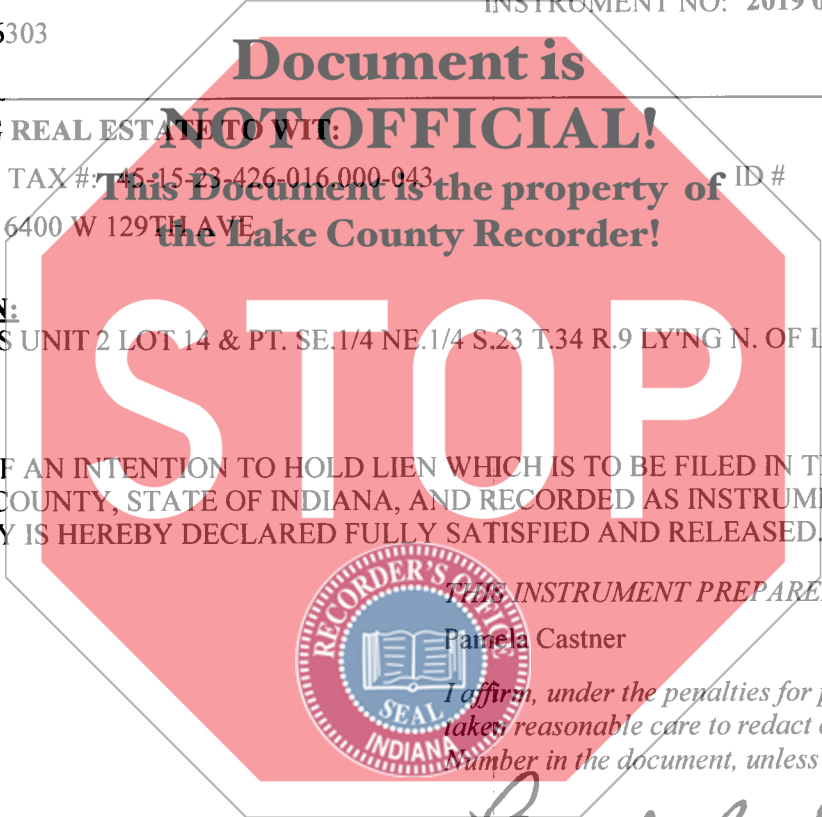 INSTRUMENT NO: 2019 0
6303
Document is
NOT OFFICIAL!
REAL ESTATE TO WIT:
TAX #: 45-15-23-426-016.000-043
ID #
This Document is the property of
6400 W 129TH AVE
the Lake County Recorder!
N:
S UNIT 2 LOT 14 & PT. SE.1/4 NE.1/4 S.23 T.34 R.9 LY'NG N. OF L
STOP
F AN INTENTION TO HOLD LIEN WHICH IS TO BE FILED IN T
COUNTY, STATE OF INDIANA, AND RECORDED AS INSTRUM
Y IS HEREBY DECLARED FULLY SATISFIED AND RELEASED.
RECORDER'S OFFICE
SEAL
INDIANA
THIS INSTRUMENT PREPARE
Pamela Castner
I affirm, under the penalties for p
taken reasonable care to redact
Number in the document, unless